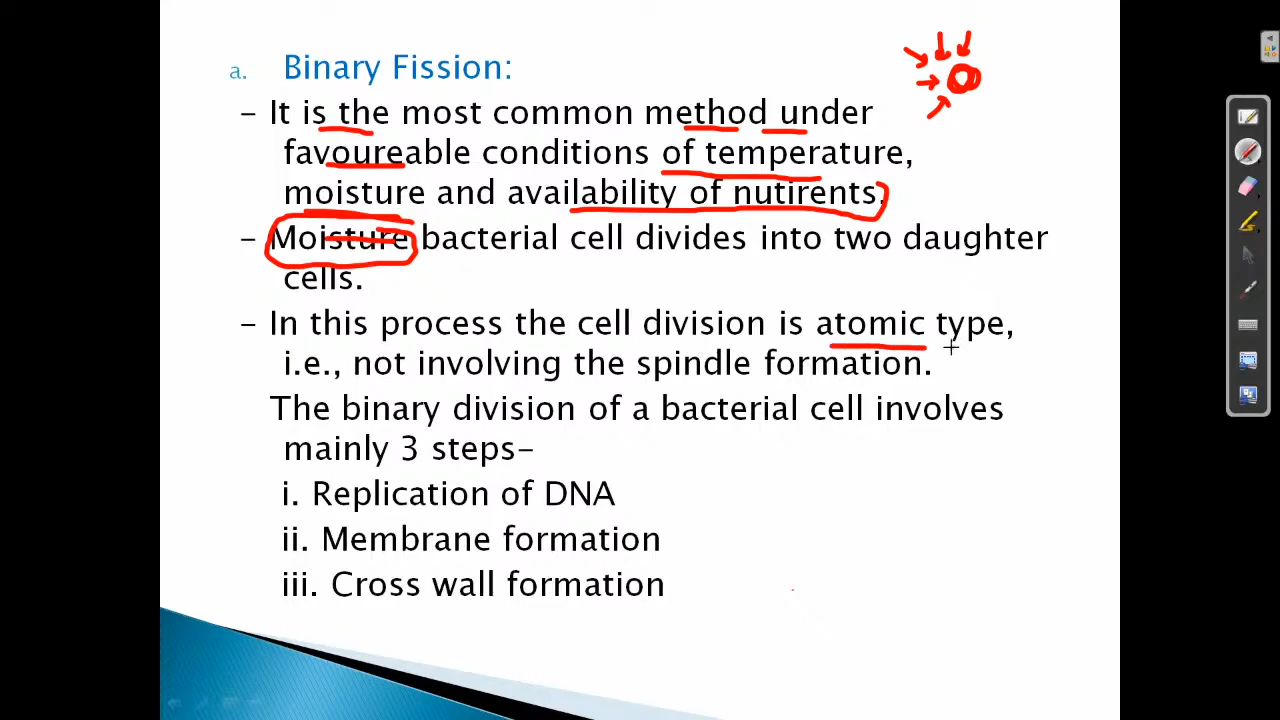 a. Binary Fission:
– It is the most common method under
favoureable conditions of temperature,
moisture and availability of nutirents.
– Moisture bacterial cell divides into two daughter
cells.
– In this process the cell division is atomic type,
i.e., not involving the spindle formation.
The binary division of a bacterial cell involves
mainly 3 steps–
i. Replication of DNA
ii. Membrane formation
iii. Cross wall formation